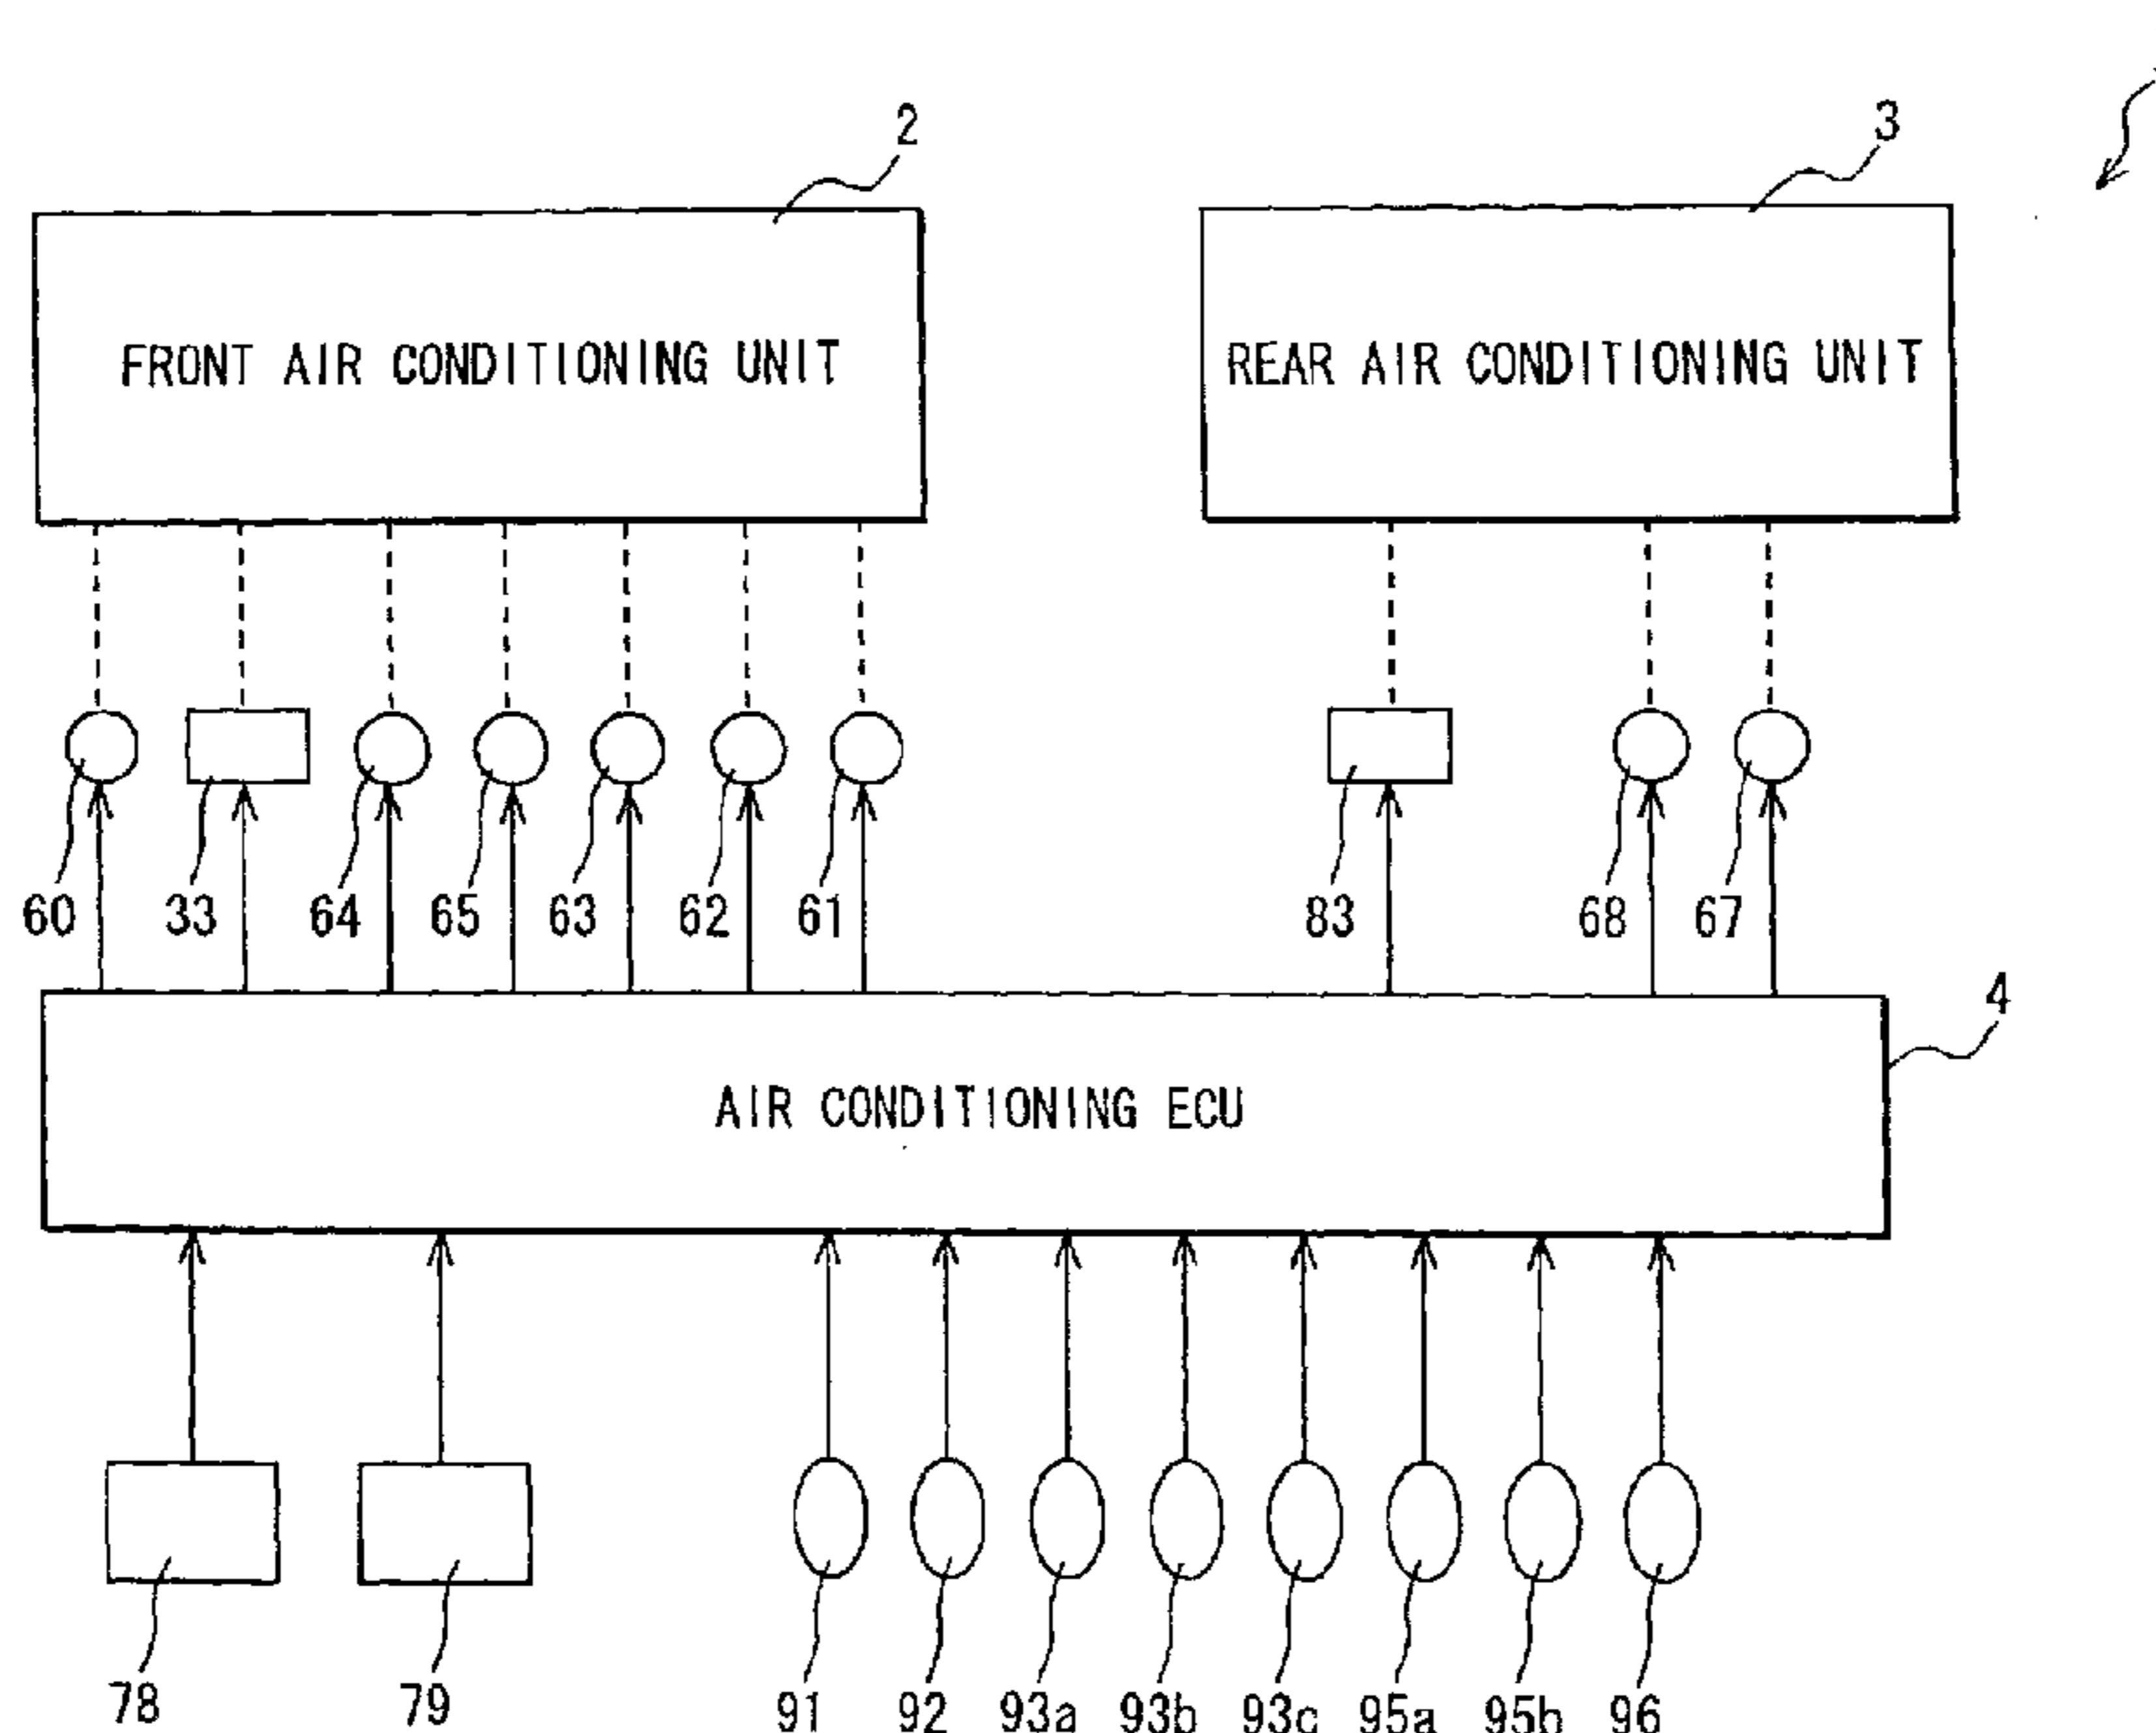 2
3
FRONT AIR CONDITIONING UNIT
REAR AIR CONDITIONING UNIT
60 33 64 65 63 62 61 83 68 67
4
AIR CONDITIONING ECU
78 79 91 92 93a 93b 93c 95a 95b 96